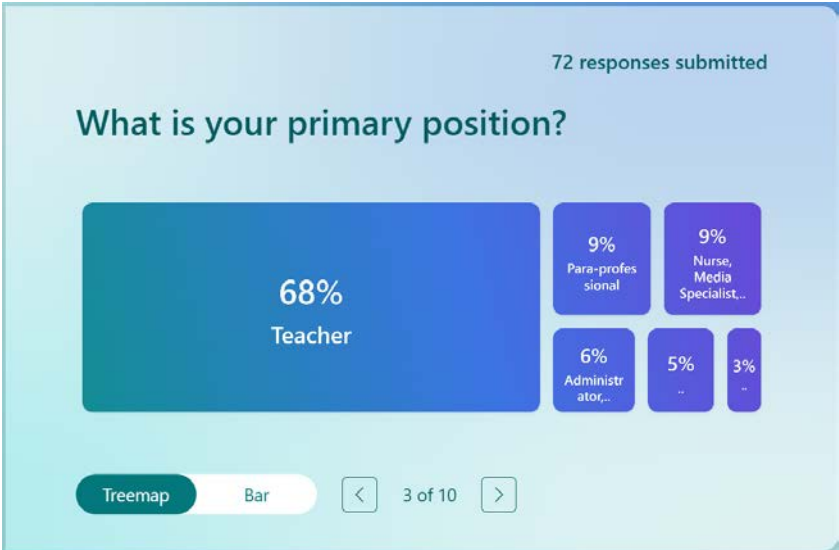 72 responses submitted
What is your primary position?
68%
Teacher
9%
Para-profes
sional
9%
Nurse,
Media
Specialist,..
6%
Administr
ator,..
5%
..
3%
..
Treemap
Bar
3 of 10